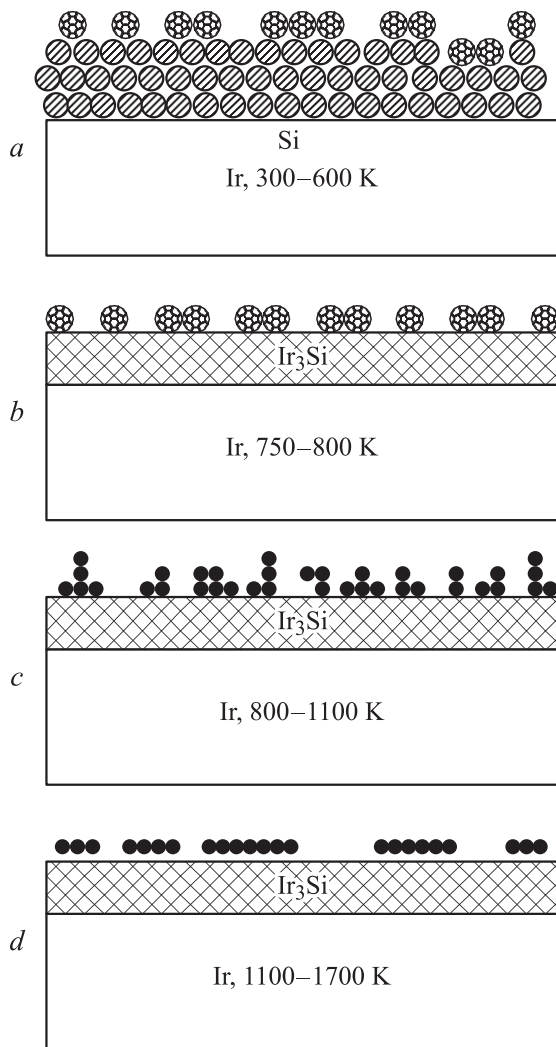 a
Si
Ir, 300–600 K
Ir₃Si
b
Ir, 750–800 K
Ir₃Si
c
Ir, 800–1100 K
Ir₃Si
d
Ir, 1100–1700 K